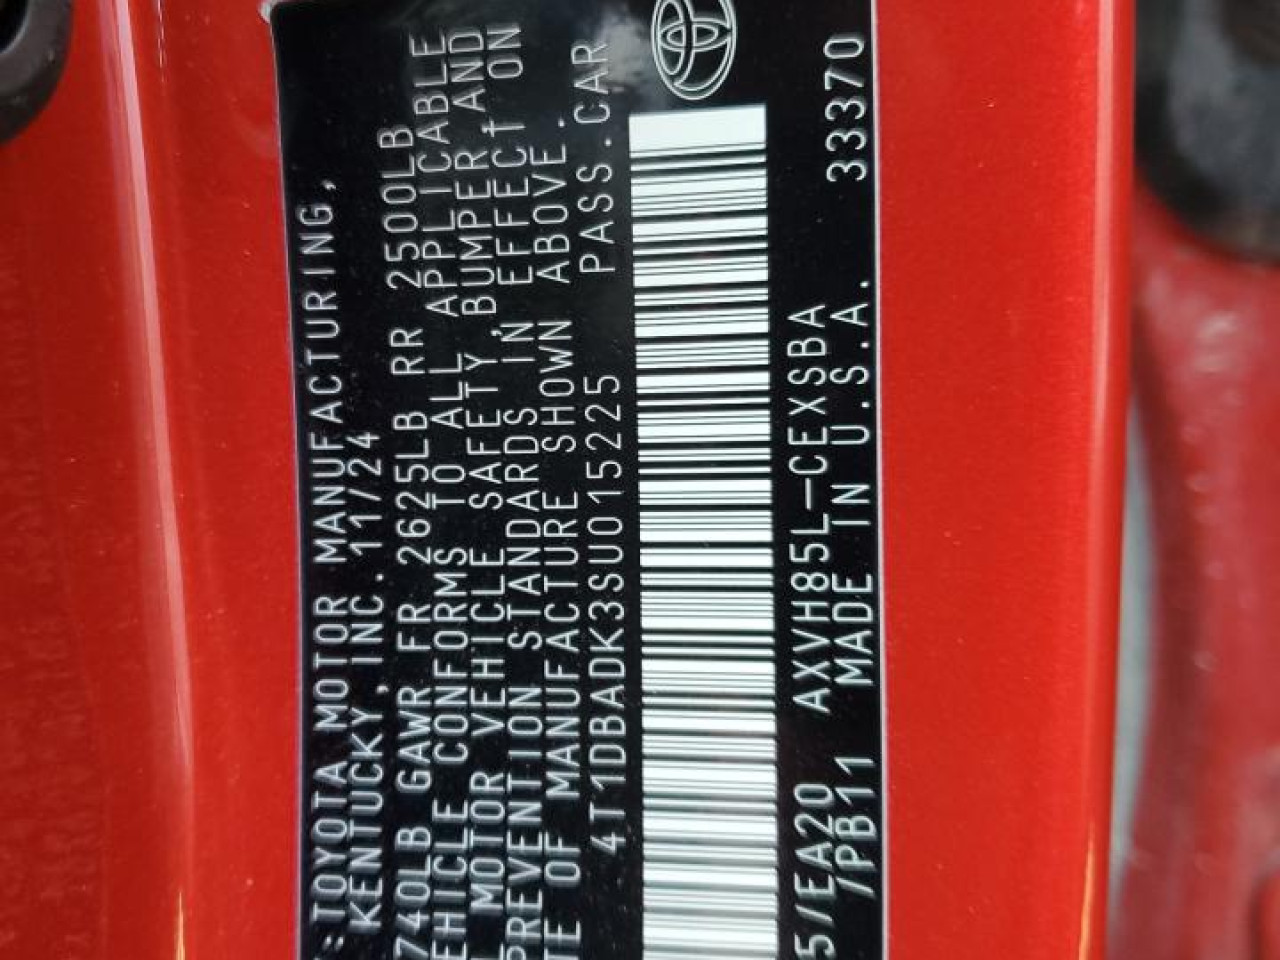 :TOYOTA MOTOR MANUFACTURING,
KENTUCKY, INC. 11/24
740LB GAWR FR 2625LB RR 2500LB
EHICLE CONFORMS TO ALL APPLICABLE
MOTOR VEHICLE SAFETY, BUMPER, AND
PREVENTION STANDARDS IN EFFECT ON
TE OF MANUFACTURE SHOWN ABOVE.
4T1DBADK3SU015225 PASS.CAR
5/EA20 AXVH85L-CEXSBA
/PB11 MADE IN U.S.A. 33370